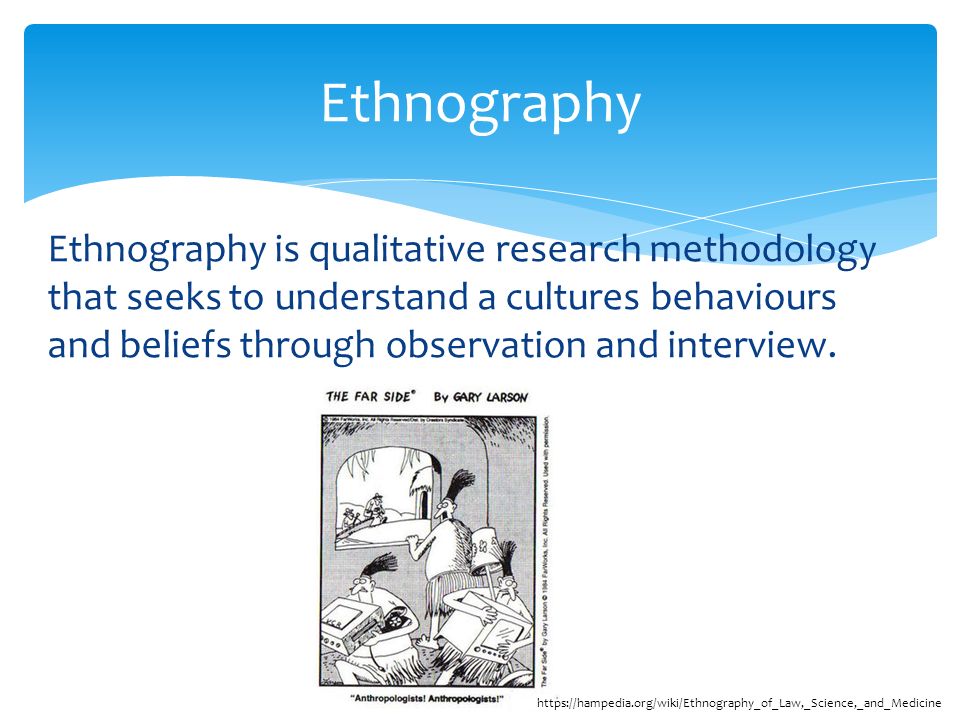 Ethnography
Ethnography is qualitative research methodology
that seeks to understand a cultures behaviours
and beliefs through observation and interview.
THE FAR SIDE® By GARY LARSON
© 1984 FarWorks, Inc. All Rights Reserved/Dist. by Creators Syndicate
The Far Side® by Gary Larson © 1984 FarWorks, Inc. All Rights Reserved. Used with permission.
VCR
"Anthropologists! Anthropologists!"
https://hampedia.org/wiki/Ethnography_of_Law,_Science,_and_Medicine